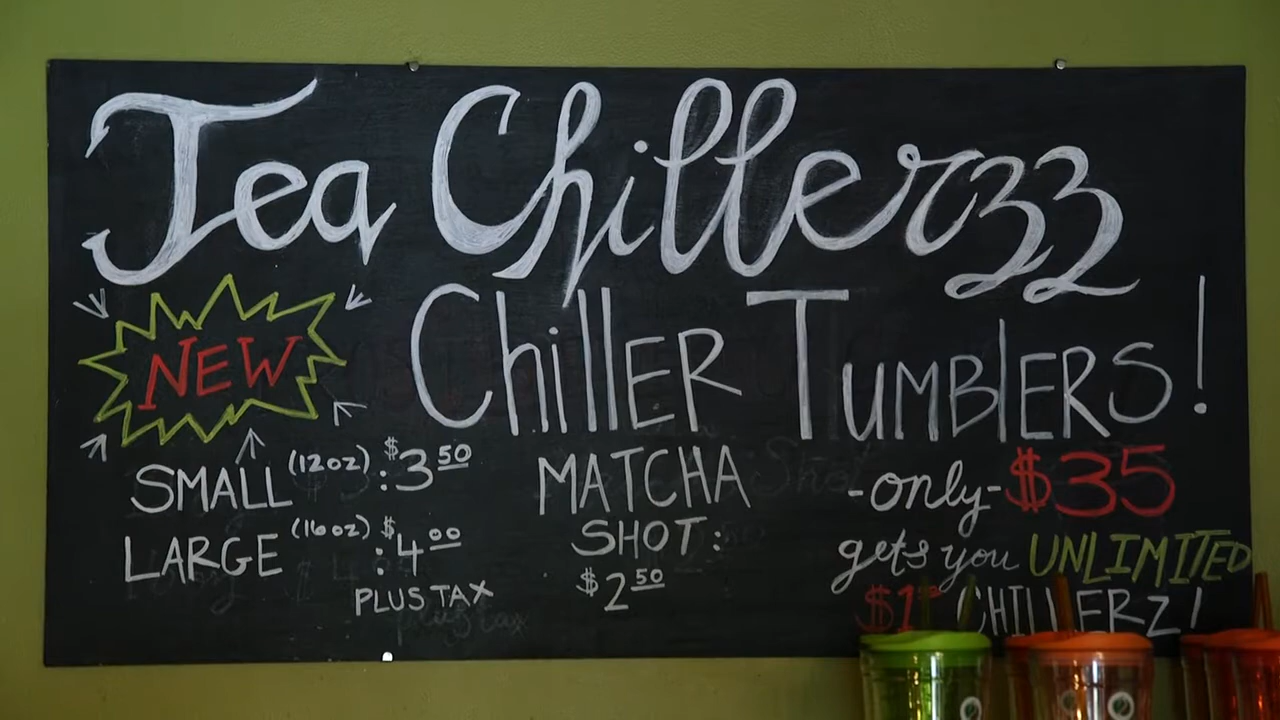 Tea Chillerzz
NEW
Chiller Tumblers!
SMALL (12oz) : $3 50
LARGE (16oz) : $4 00
PLUS TAX
MATCHA
SHOT:
$2 50
-only- $35
gets you UNLIMITED
$1 CHILLERZ!